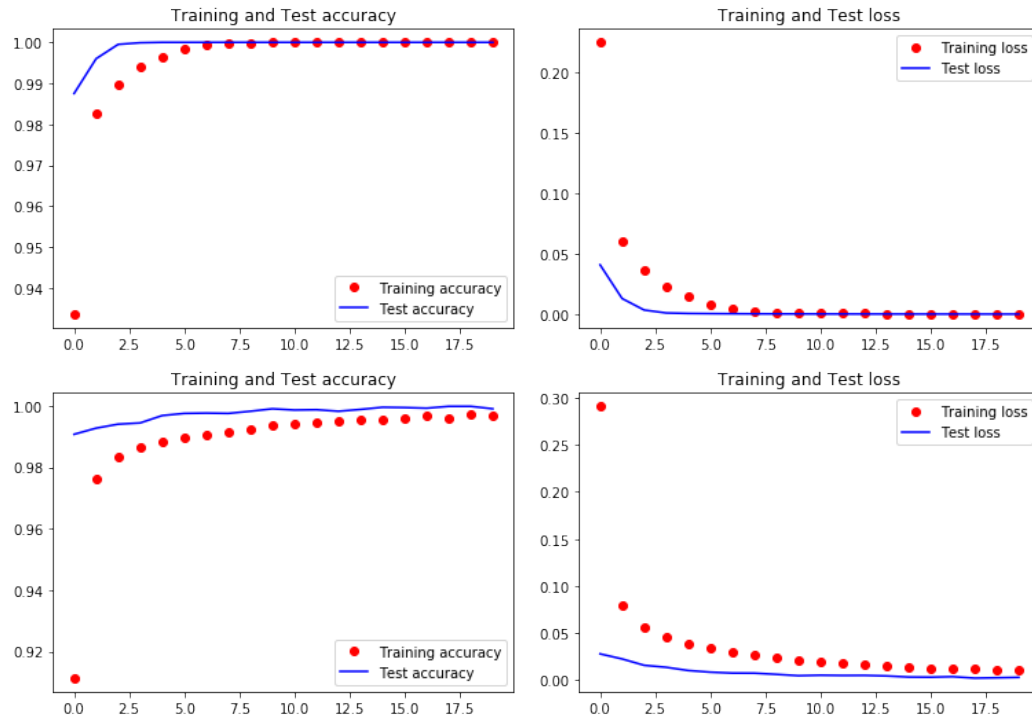 Training and Test accuracy
1.00
0.99
0.98
0.97
0.96
0.95
0.94
Training accuracy
Test accuracy
0.0 2.5 5.0 7.5 10.0 12.5 15.0 17.5
Training and Test loss
0.20
0.15
0.10
0.05
0.00
Training loss
Test loss
0.0 2.5 5.0 7.5 10.0 12.5 15.0 17.5
Training and Test accuracy
1.00
0.98
0.96
0.94
0.92
Training accuracy
Test accuracy
0.0 2.5 5.0 7.5 10.0 12.5 15.0 17.5
Training and Test loss
0.30
0.25
0.20
0.15
0.10
0.05
0.00
Training loss
Test loss
0.0 2.5 5.0 7.5 10.0 12.5 15.0 17.5